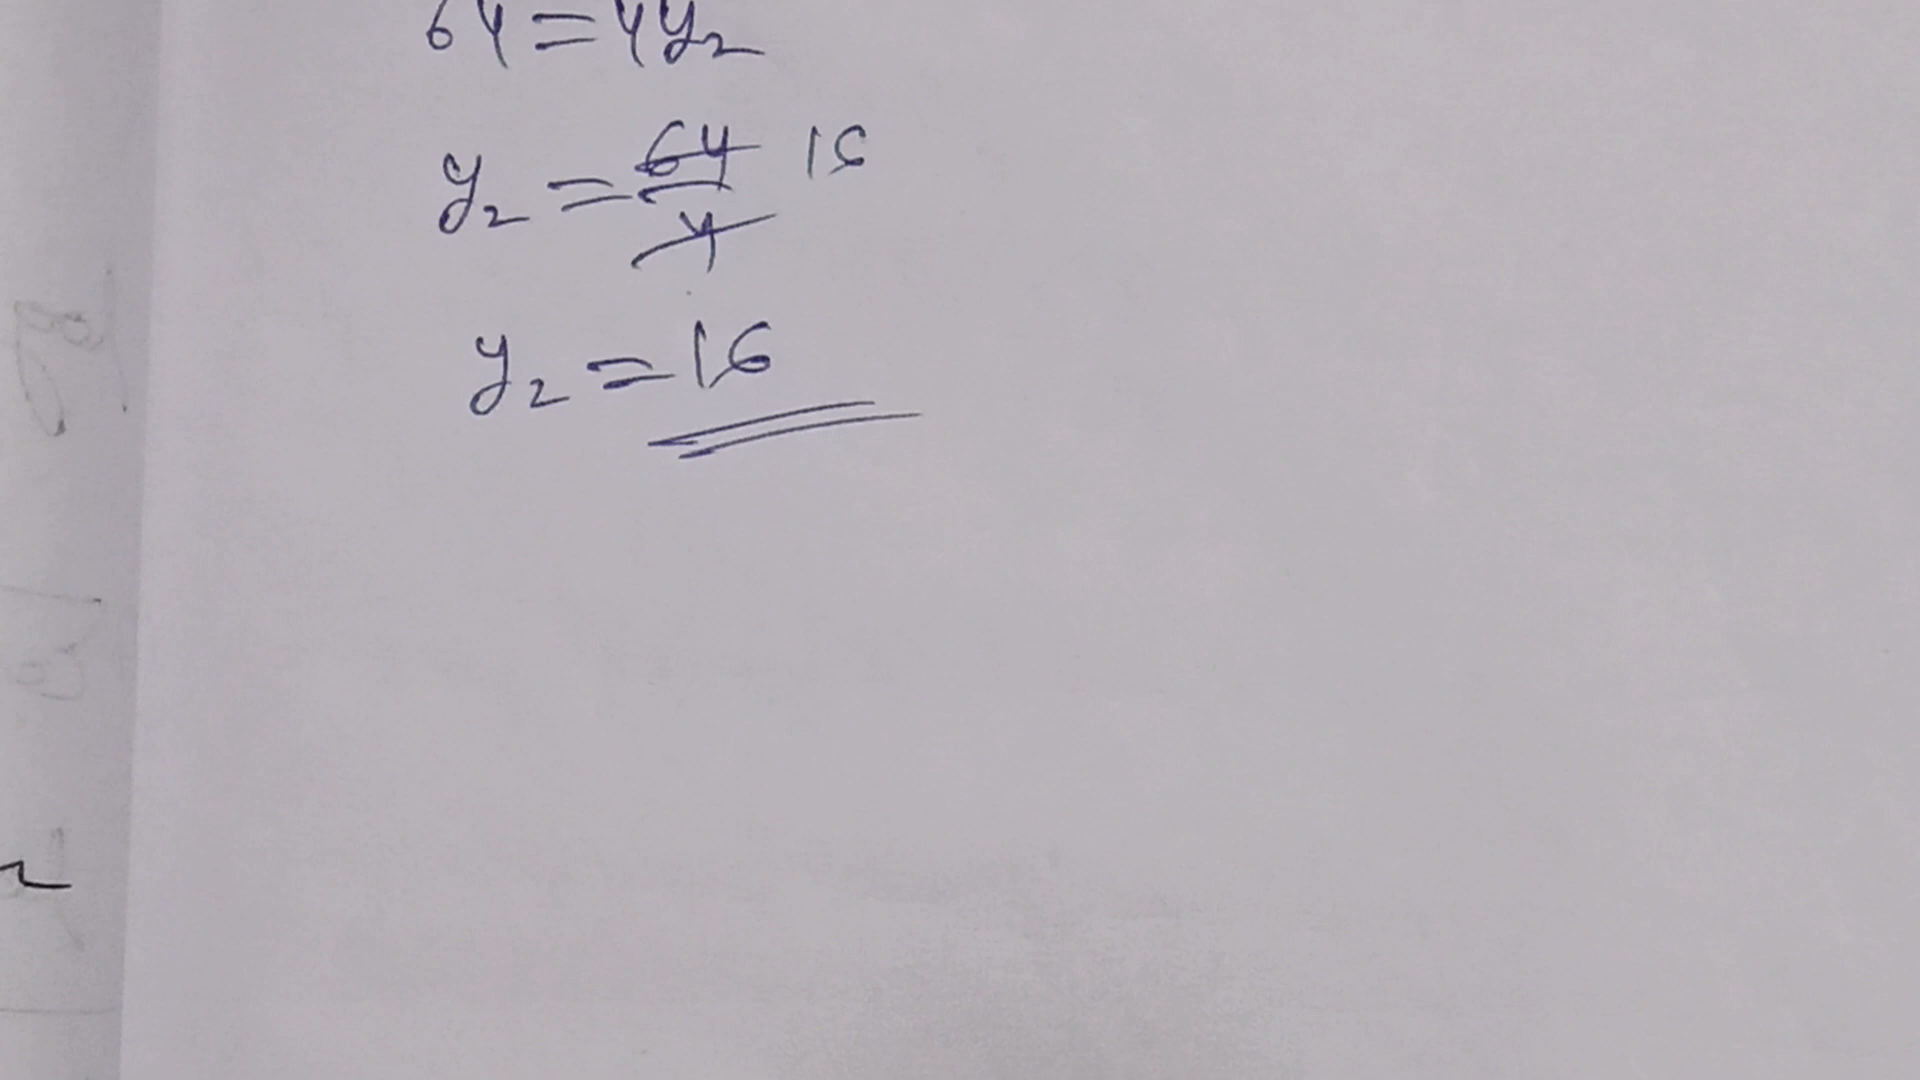 64 = 4y₂
y₂ = 64/4 16
y₂ = 16